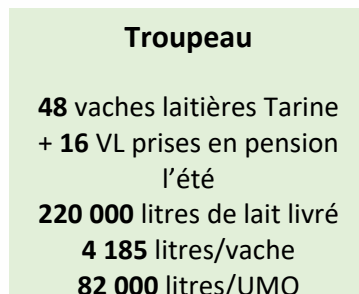 Troupeau
48 vaches laitières Tarine
+ 16 VL prises en pension
l’été
220 000 litres de lait livré
4 185 litres/vache
82 000 litres/UMO